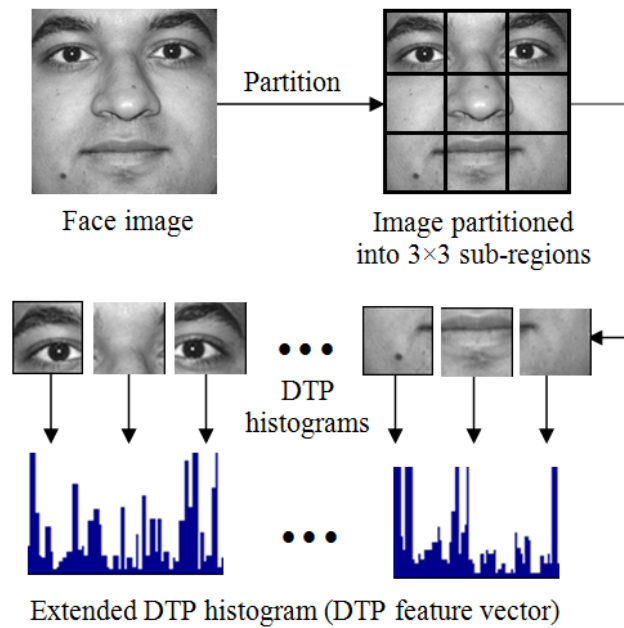 Partition
Face image
Image partitioned
into 3×3 sub-regions
DTP
histograms
Extended DTP histogram (DTP feature vector)